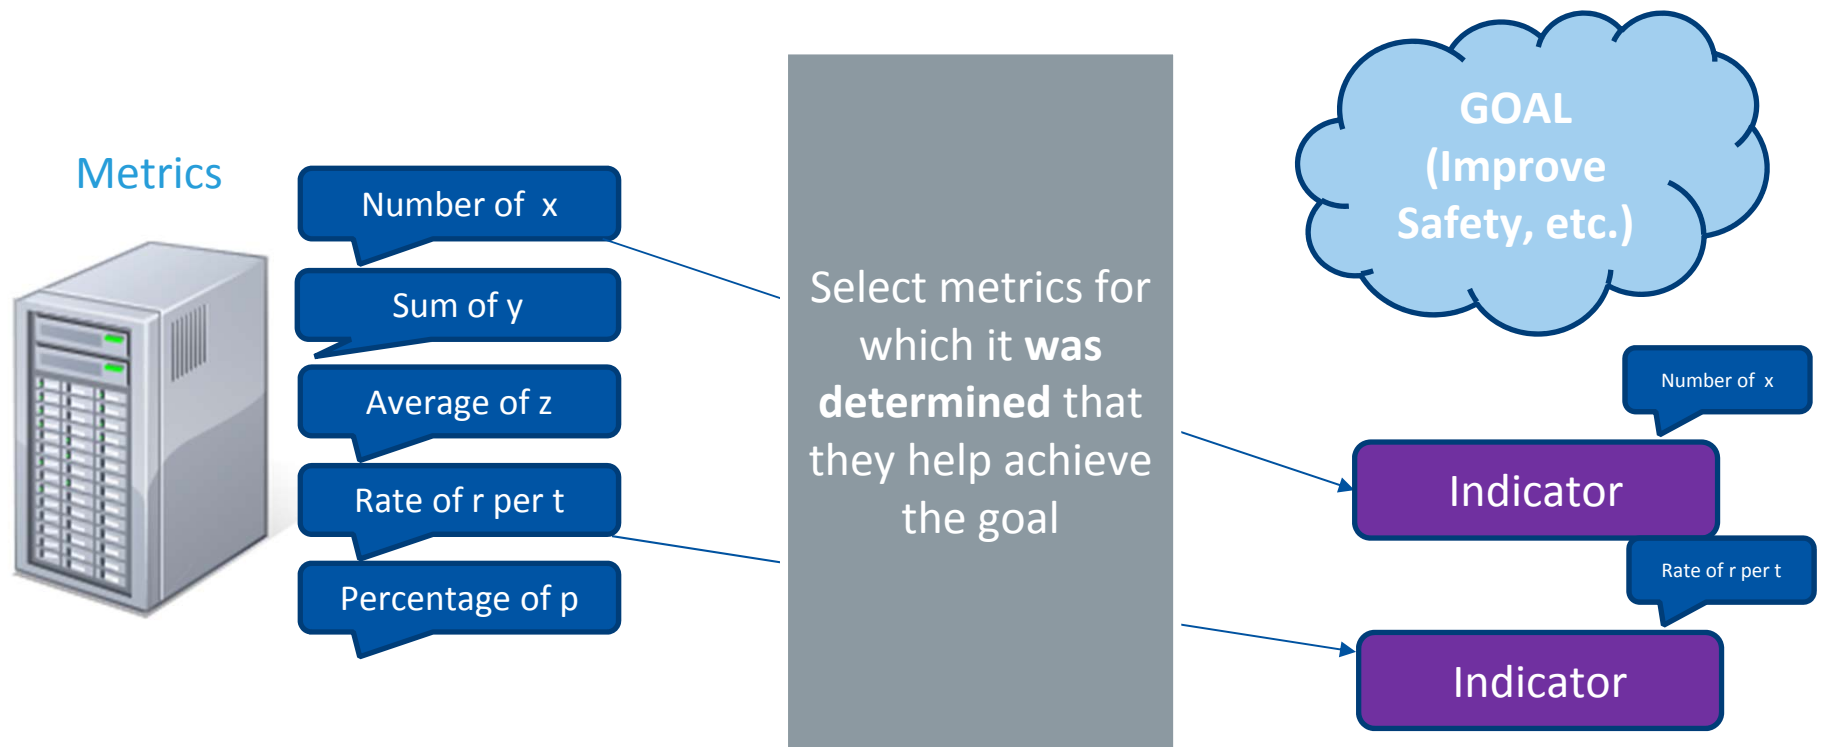 Metrics
Number of  x
Sum of y
Average of z
Rate of r per t
Percentage of p
Select metrics for
which it was
determined that
they help achieve
the goal
GOAL
(Improve
Safety, etc.)
Number of  x
Indicator
Rate of r per t
Indicator